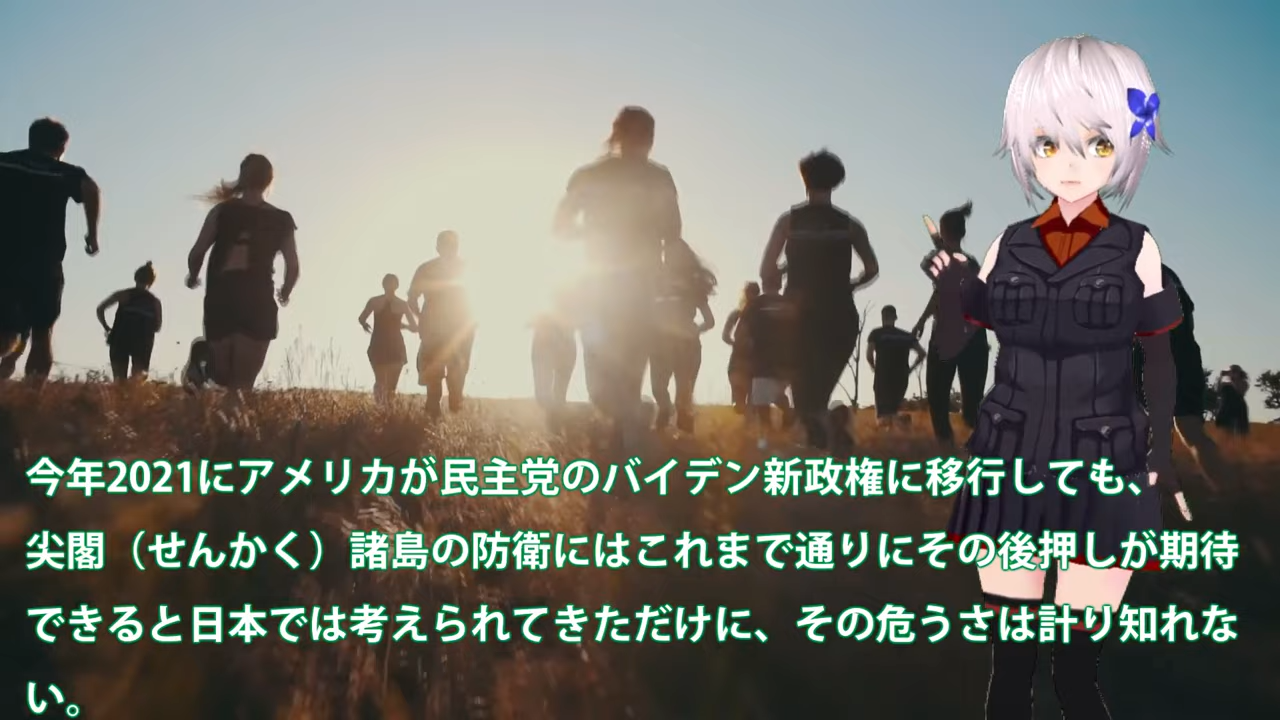 今年2021にアメリカが民主党のバイデン新政権に移行しても、
尖閣（せんかく）諸島の防衛にはこれまで通りにその後押しが期待
できると日本では考えられてきただけに、その危うさは計り知れな
い。